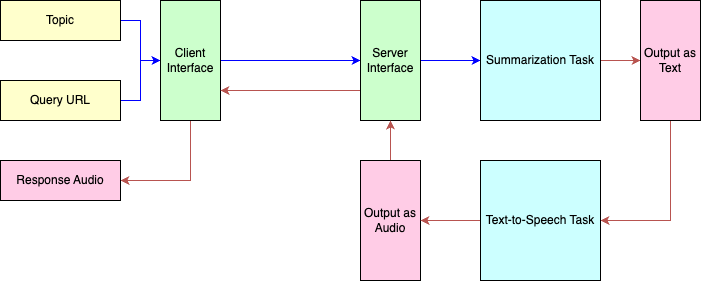 Topic
Client
Interface
Server
Interface
Summarization Task
Output as
Text
Query URL
Response Audio
Output as
Audio
Text-to-Speech Task